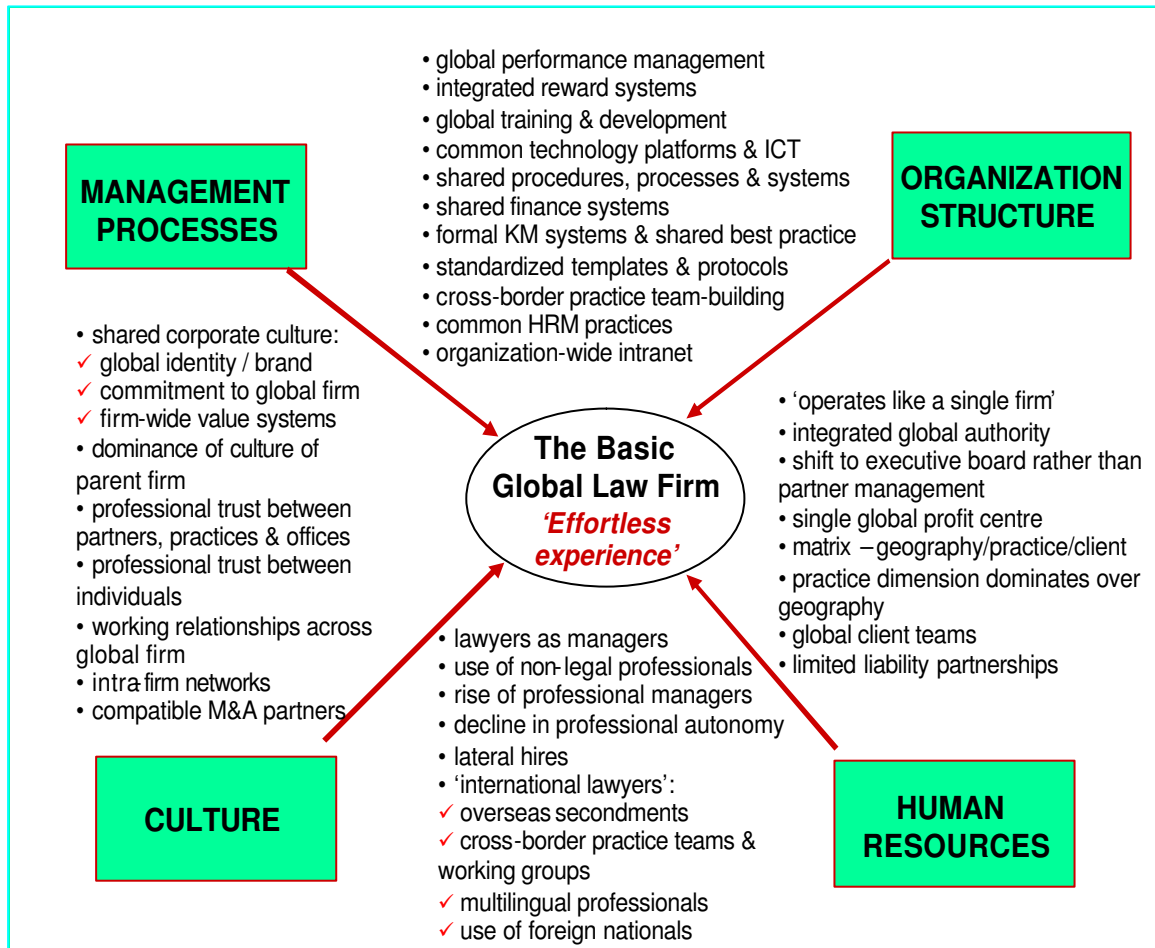 • global performance management
• integrated reward systems
• global training & development
• common technology platforms & ICT
• shared procedures, processes & systems
• shared finance systems
• formal KM systems & shared best practice
• standardized templates & protocols
• cross-border practice team-building
• common HRM practices
• organization-wide intranet
MANAGEMENT
PROCESSES
ORGANIZATION
STRUCTURE
• shared corporate culture:
✓ global identity / brand
✓ commitment to global firm
✓ firm-wide value systems
• dominance of culture of
parent firm
• professional trust between
partners, practices & offices
• professional trust between
individuals
• working relationships across
global firm
• intra-firm networks
• compatible M&A partners
The Basic
Global Law Firm
‘Effortless
experience’
• ‘operates like a single firm’
• integrated global authority
• shift to executive board rather than
partner management
• single global profit centre
• matrix – geography/practice/client
• practice dimension dominates over
geography
• global client teams
• limited liability partnerships
• lawyers as managers
• use of non-legal professionals
• rise of professional managers
• decline in professional autonomy
• lateral hires
• ‘international lawyers’:
✓ overseas secondments
✓ cross-border practice teams &
working groups
✓ multilingual professionals
✓ use of foreign nationals
CULTURE
HUMAN
RESOURCES